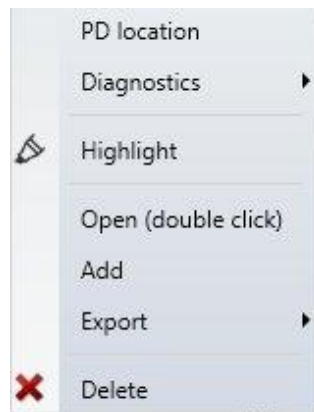 PD location
Diagnostics
Highlight
Open (double click)
Add
Export
Delete